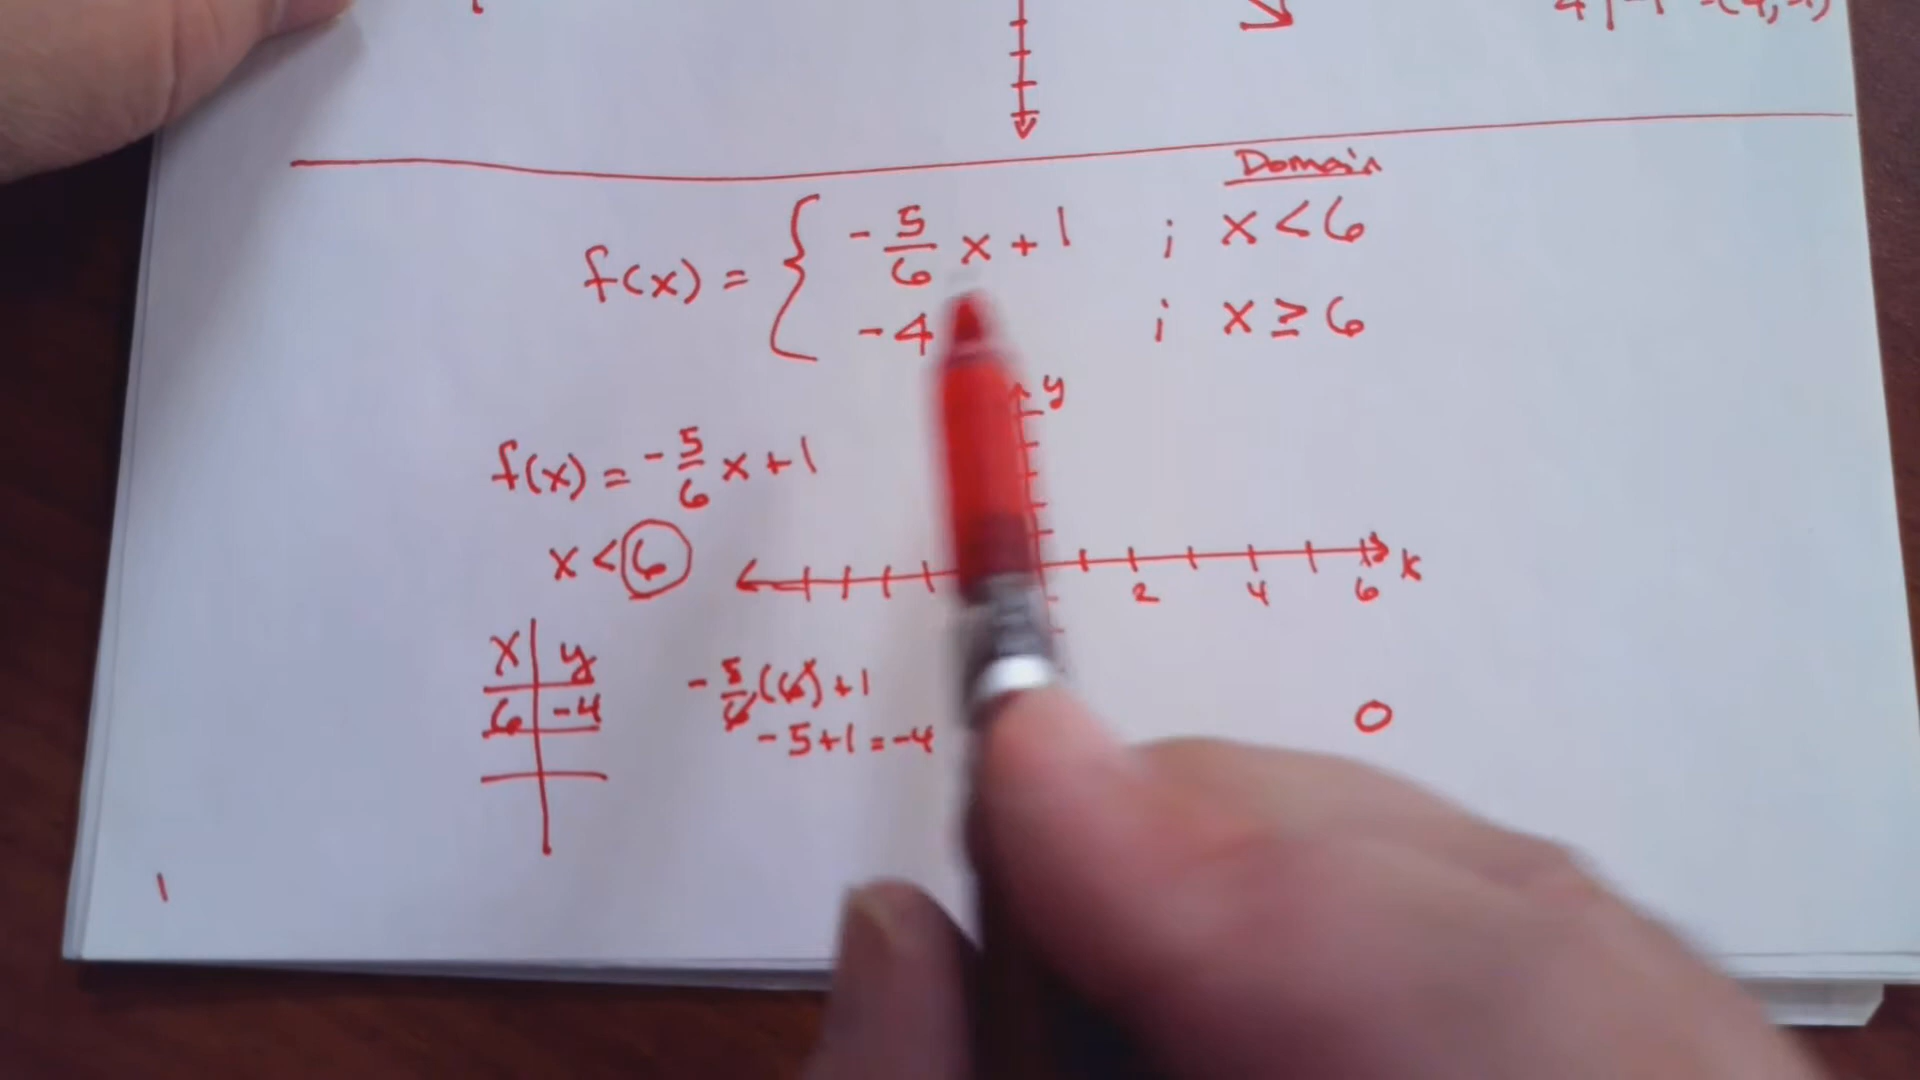 Domain
f(x) = { -5/6 x + 1 ; x < 6
-4 ; x ≥ 6
y
f(x) = -5/6 x + 1
x < 6
x
2 4 6
x | y
6 | -4
-5/6 (6) + 1
-5 + 1 = -4
1